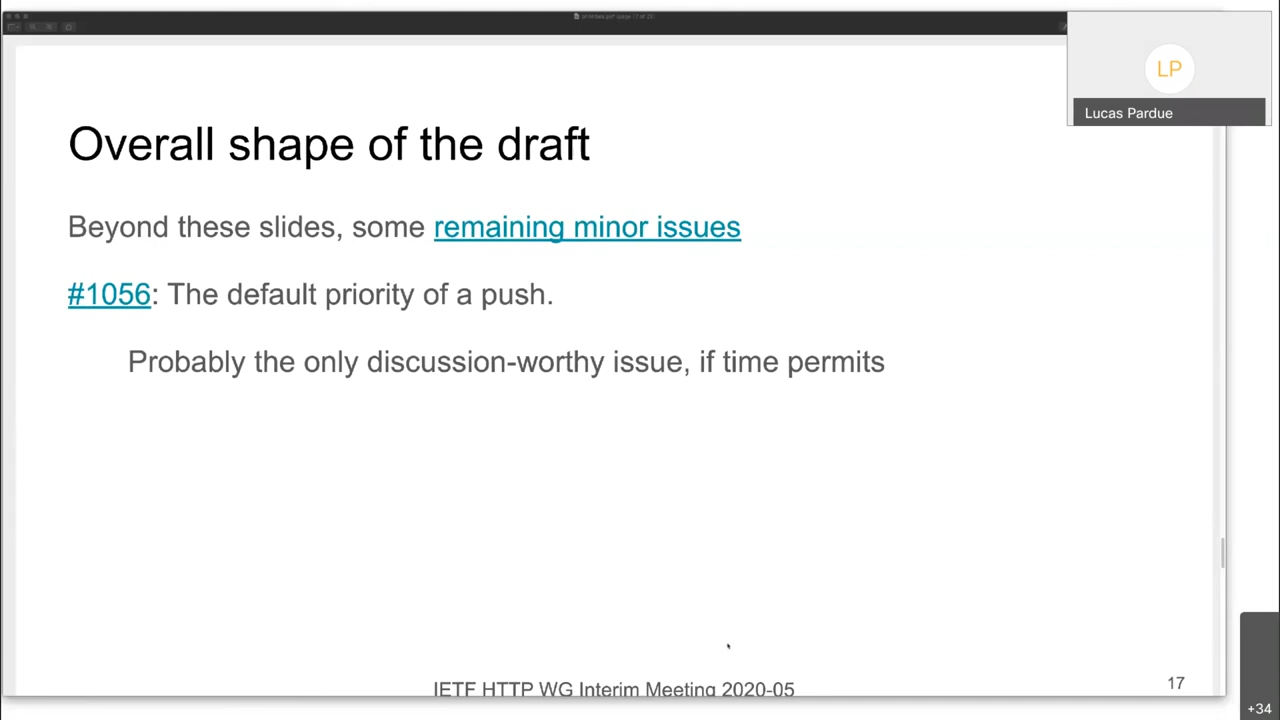 LP
Lucas Pardue
Overall shape of the draft
Beyond these slides, some remaining minor issues
#1056: The default priority of a push.
Probably the only discussion-worthy issue, if time permits
IETF HTTP WG Interim Meeting 2020-05
17
+34